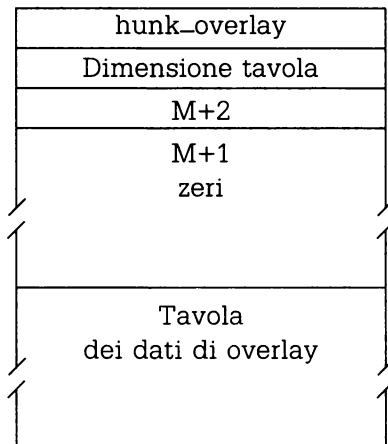 hunk_overlay
Dimensione tavola
M+2
M+1
zeri
Tavola
dei dati di overlay